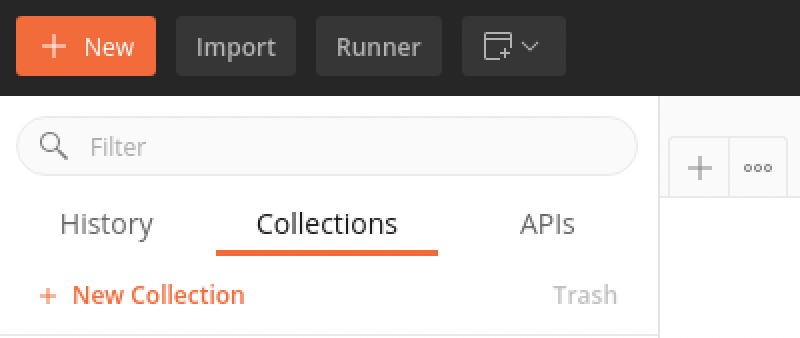 New Import Runner
Filter
History Collections APIs
+ New Collection Trash